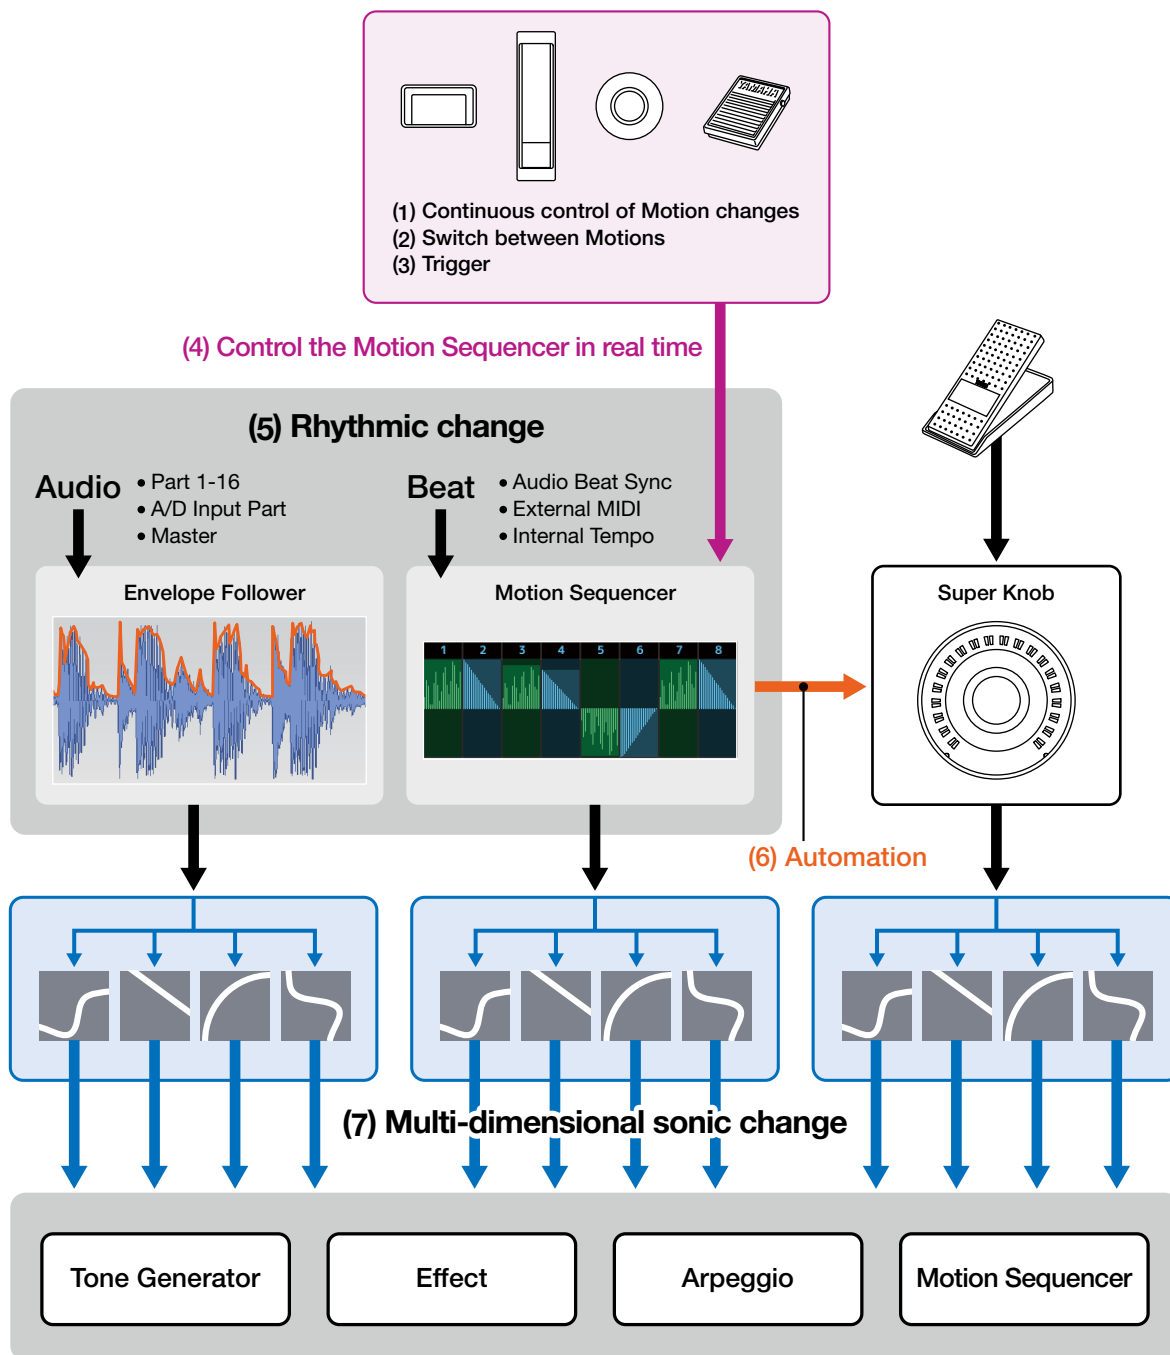 YAMAHA
(1) Continuous control of Motion changes
(2) Switch between Motions
(3) Trigger
(4) Control the Motion Sequencer in real time
(5) Rhythmic change
Audio
• Part 1-16
• A/D Input Part
• Master
Beat
• Audio Beat Sync
• External MIDI
• Internal Tempo
Envelope Follower
Motion Sequencer
1 2 3 4 5 6 7 8
Super Knob
(6) Automation
(7) Multi-dimensional sonic change
Tone Generator
Effect
Arpeggio
Motion Sequencer